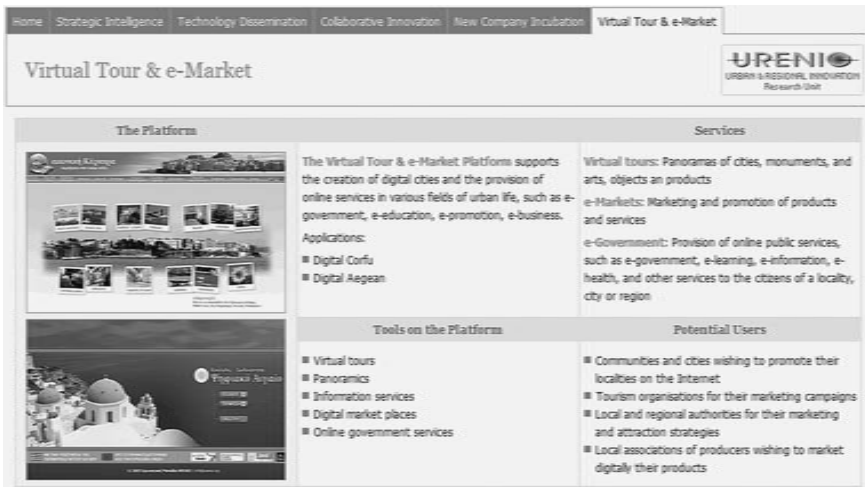 Home Strategic Intelligence Technology Dissemination Collaborative Innovation New Company Incubation Virtual Tour & e-Market
Virtual Tour & e-Market
URENIO
URBAN & REGIONAL INNOVATION
Research Unit
The Platform
The Virtual Tour & e-Market Platform supports
the creation of digital cities and the provision of
online services in various fields of urban life, such as e-
government, e-education, e-promotion, e-business.
Applications:
Digital Corfu
Digital Aegean
Services
Virtual tours: Panoramas of cities, monuments, and
arts, objects an products
e-Markets: Marketing and promotion of products
and services
e-Government: Provision of online public services,
such as e-government, e-learning, e-information, e-
health, and other services to the citizens of a locality,
city or region
Ψηφιακό Αιγαίο
Tools on the Platform
Virtual tours
Panoramics
Information services
Digital market places
Online government services
Potential Users
Communities and cities wishing to promote their
localities on the Internet
Tourism organisations for their marketing campaigns
Local and regional authorities for their marketing
and attraction strategies
Local associations of producers wishing to market
digitally their products